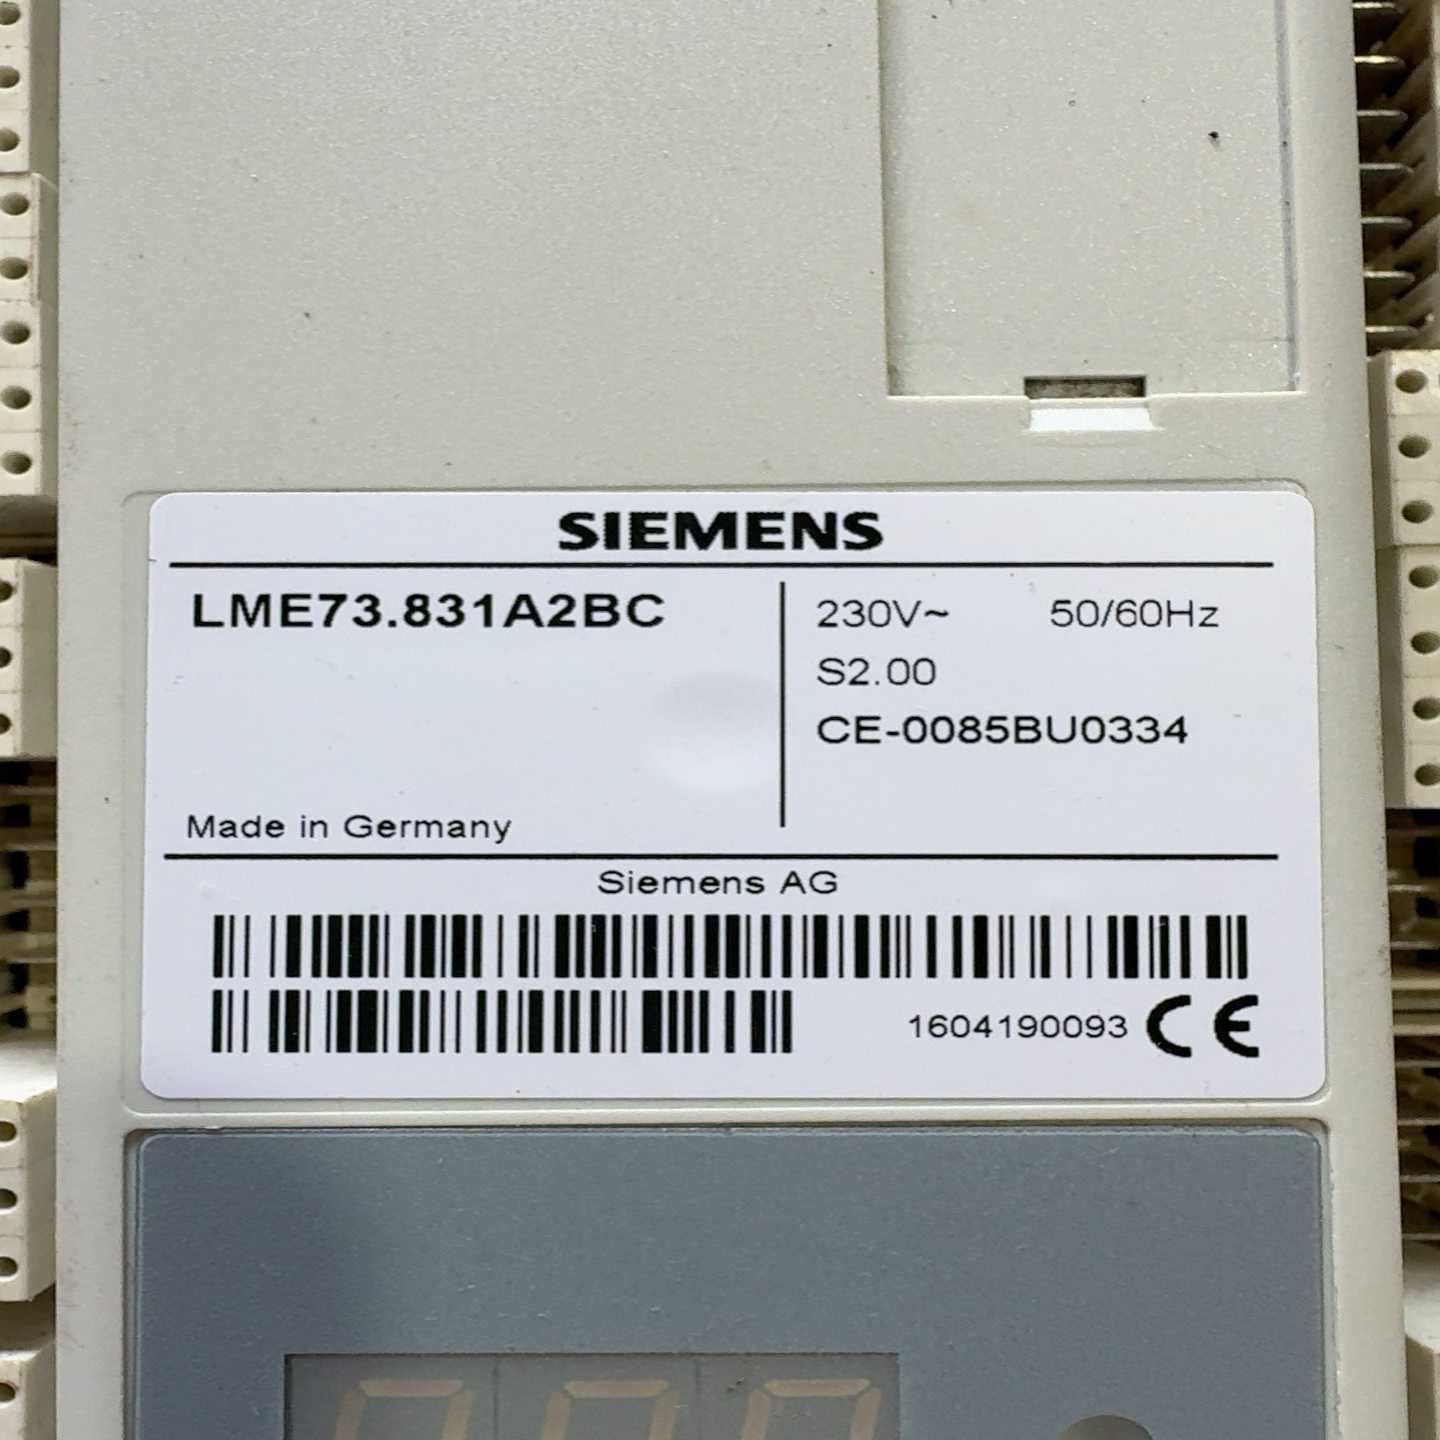 SIEMENS
LME73.831A2BC
230V~ 50/60Hz
S2.00
CE-0085BU0334
Made in Germany
Siemens AG
1604190093 CE